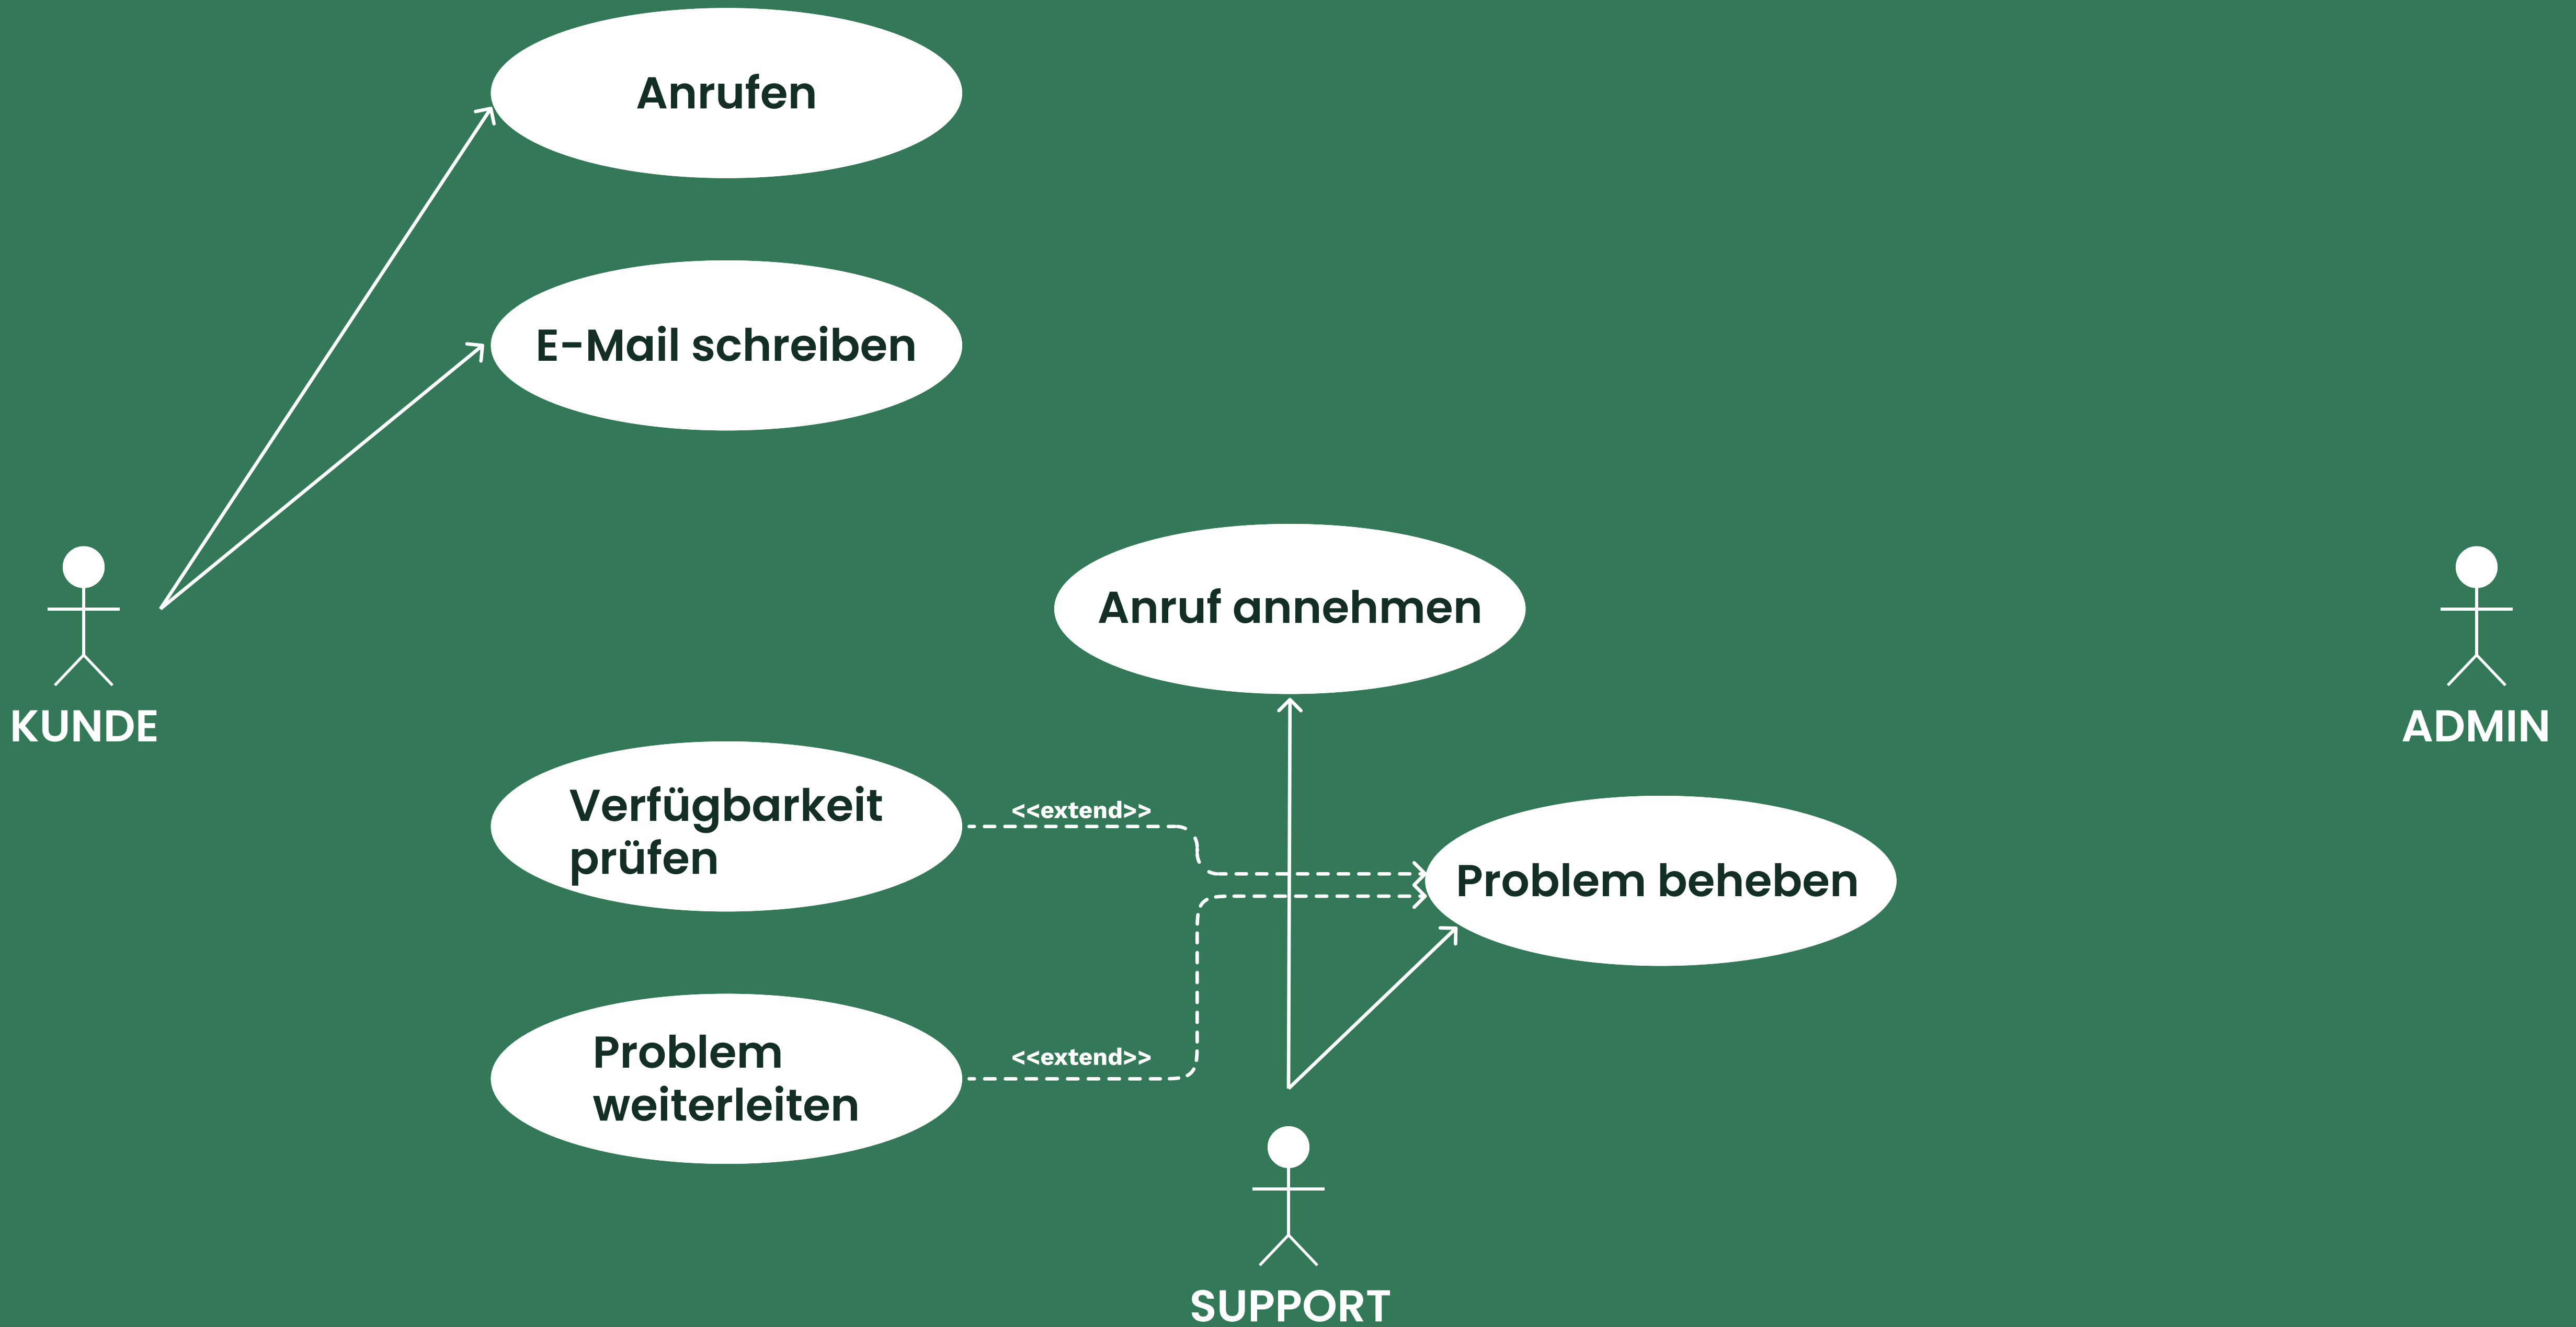 Anrufen
E-Mail schreiben
Anruf annehmen
KUNDE
ADMIN
Verfügbarkeit
prüfen
<<extend>>
Problem beheben
Problem
weiterleiten
<<extend>>
SUPPORT